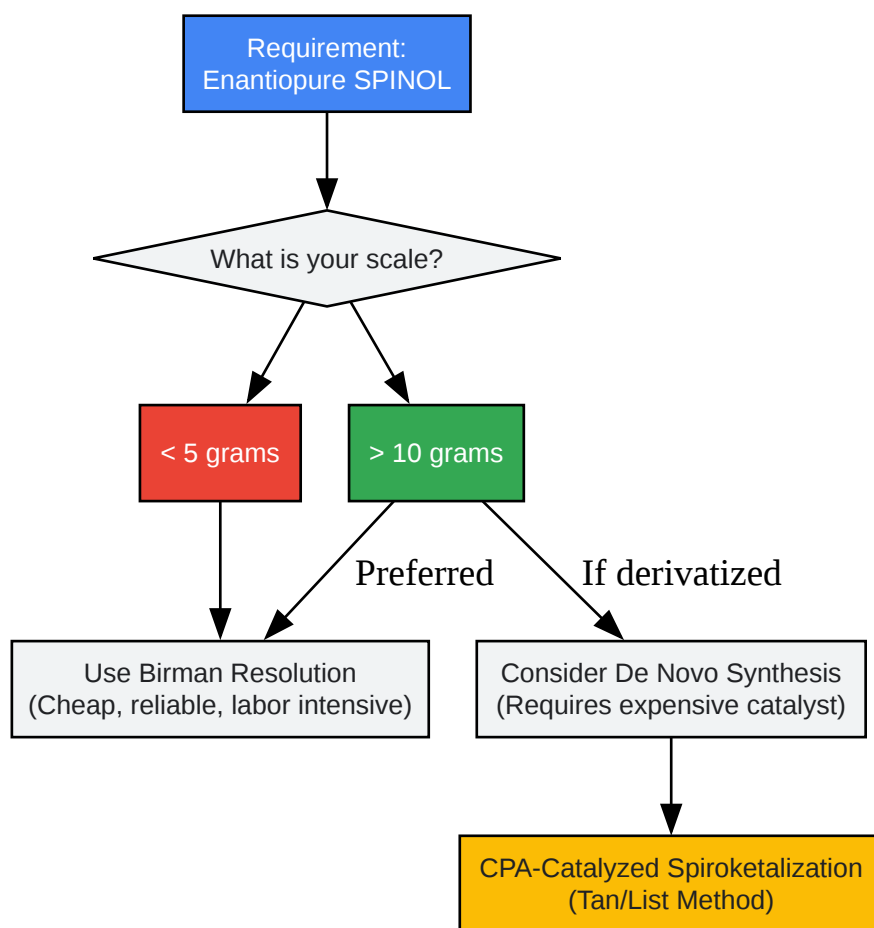 Requirement:
Enantiopure SPINOL
What is your scale?
< 5 grams
> 10 grams
Preferred
If derivatized
Use Birman Resolution
(Cheap, reliable, labor intensive)
Consider De Novo Synthesis
(Requires expensive catalyst)
CPA-Catalyzed Spiroketalization
(Tan/List Method)